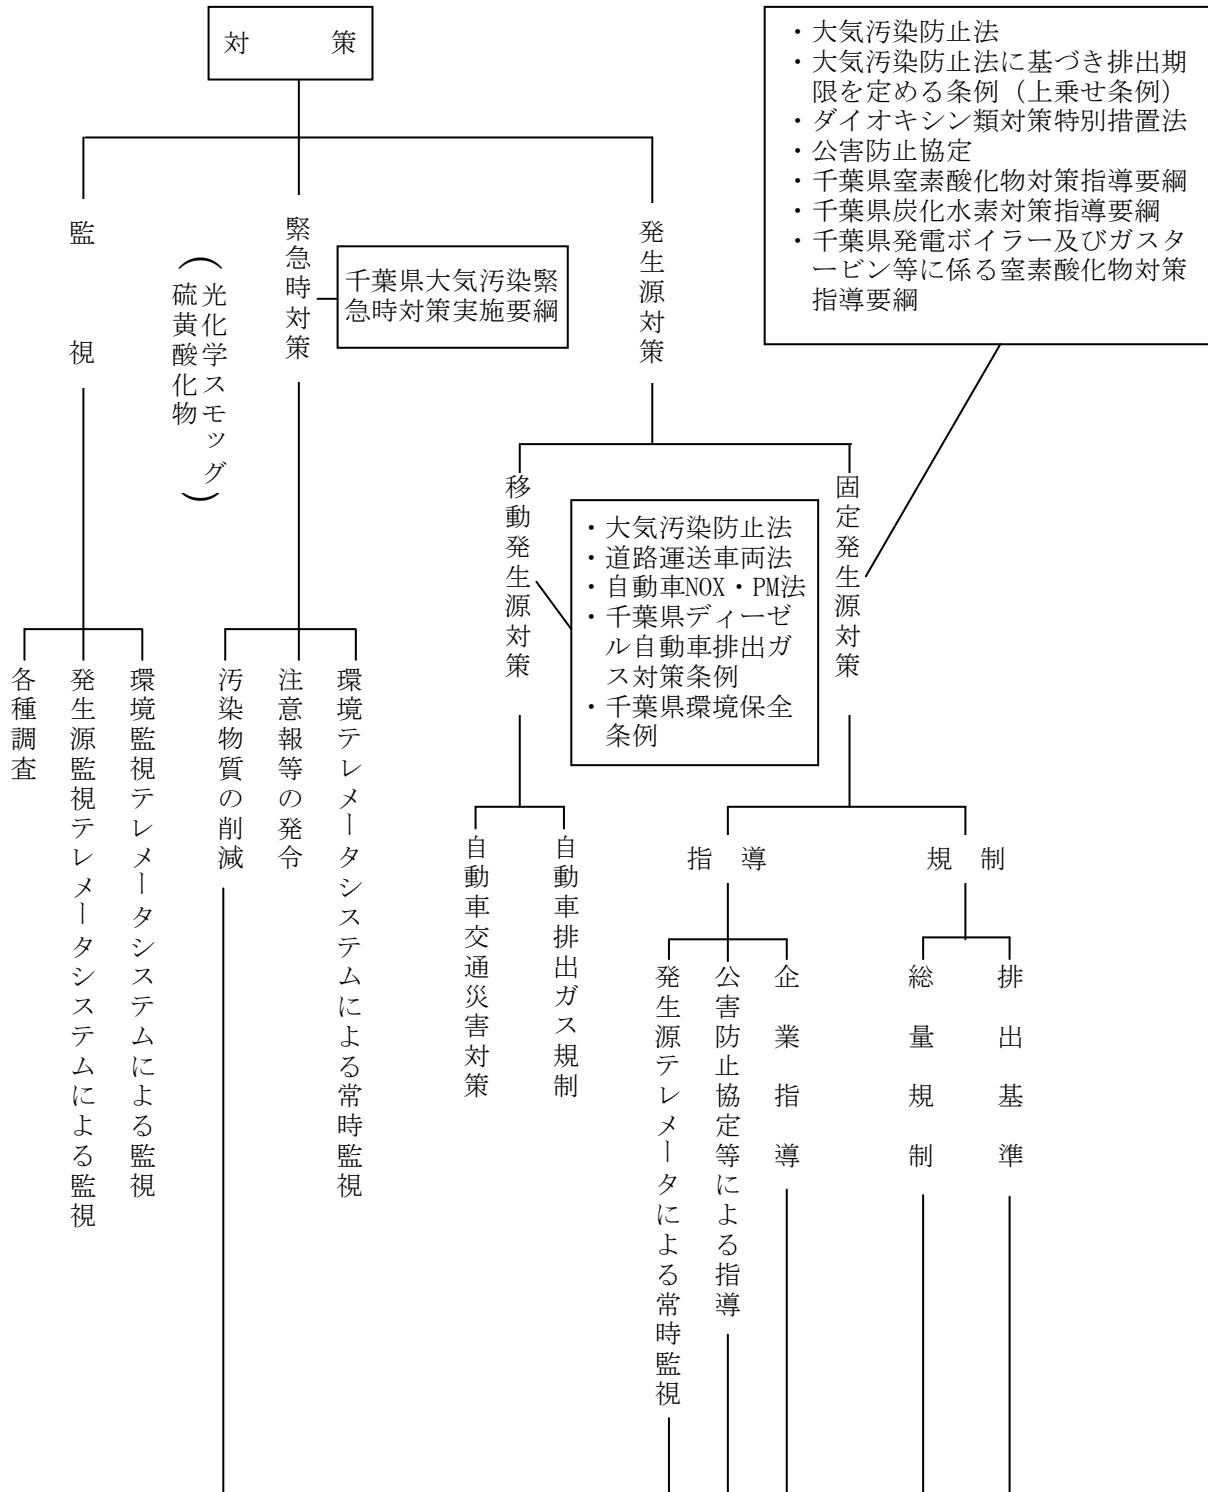 対　　策
・大気汚染防止法
・大気汚染防止法に基づき排出期
限を定める条例（上乗せ条例）
・ダイオキシン類対策特別措置法
・公害防止協定
・千葉県窒素酸化物対策指導要綱
・千葉県炭化水素対策指導要綱
・千葉県発電ボイラー及びガスタ
ービン等に係る窒素酸化物対策
指導要綱
監　　視
緊急時対策
（光化学スモッグ
硫黄酸化物）
千葉県大気汚染緊
急時対策実施要綱
発生源対策
移動発生源対策
・大気汚染防止法
・道路運送車両法
・自動車NOX・PM法
・千葉県ディーゼ
ル自動車排出ガ
ス対策条例
・千葉県環境保全
条例
固定発生源対策
各種調査
発生源監視テレメータシステムによる監視
環境監視テレメータシステムによる監視
汚染物質の削減
注意報等の発令
環境テレメータシステムによる常時監視
自動車交通災害対策
自動車排出ガス規制
指　導
規　制
発生源テレメータによる常時監視
公害防止協定等による指導
企業指導
総量規制
排出基準